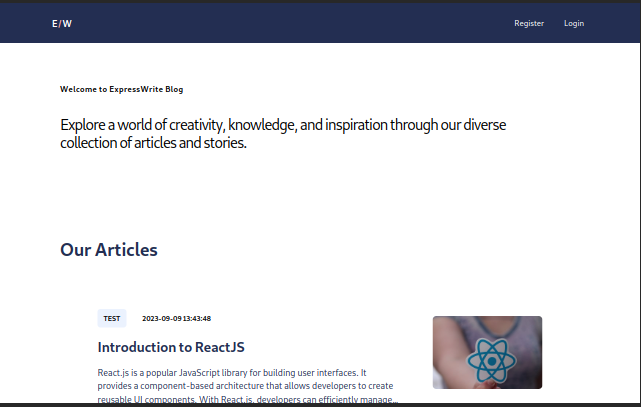 E/W
Register
Login
Welcome to ExpressWrite Blog
Explore a world of creativity, knowledge, and inspiration through our diverse
collection of articles and stories.
Our Articles
TEST
2023-09-09 13:43:48
Introduction to ReactJS
React.js is a popular JavaScript library for building user interfaces. It
provides a component-based architecture that allows developers to create
reusable UI components. With React.js, developers can efficiently manage...